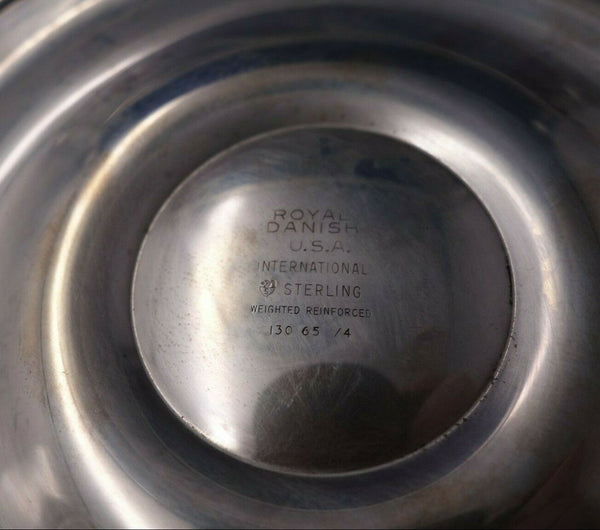 ROYAL
DANISH
U.S.A.
INTERNATIONAL
STERLING
WEIGHTED REINFORCED
130 65 /4